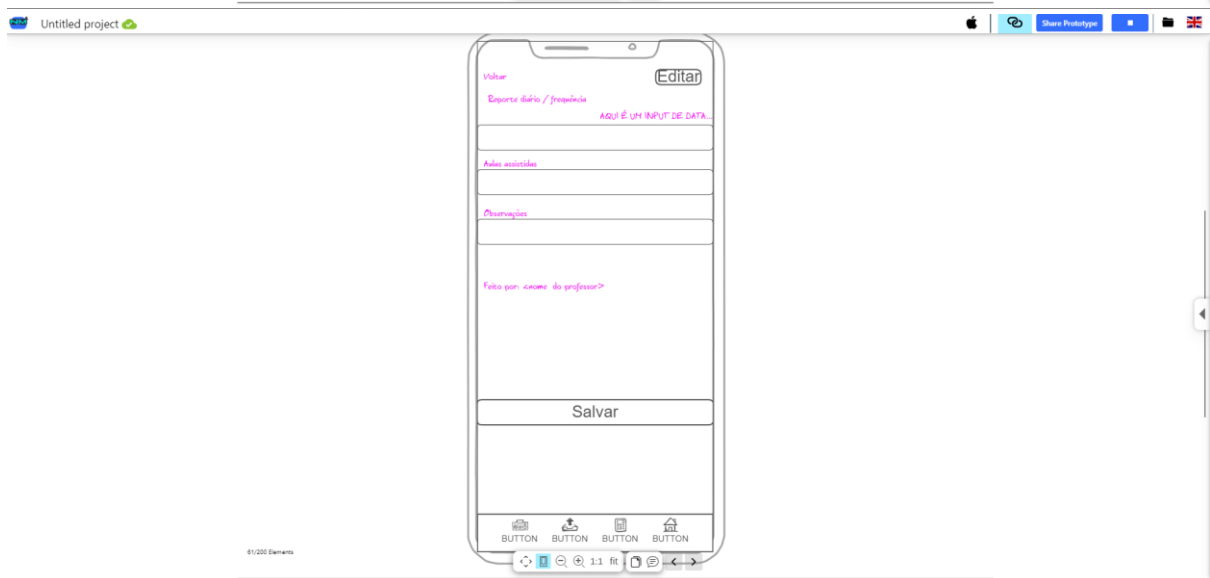 Untitled project
Share Prototype
Voltar
Editar
Reporte diário / frequência
AQUI É UM INPUT DE DATA...
Aulas assistidas
Observações
Feito por: <nome do professor>
Salvar
BUTTON BUTTON BUTTON BUTTON
1:1 fit
61/200 Elements